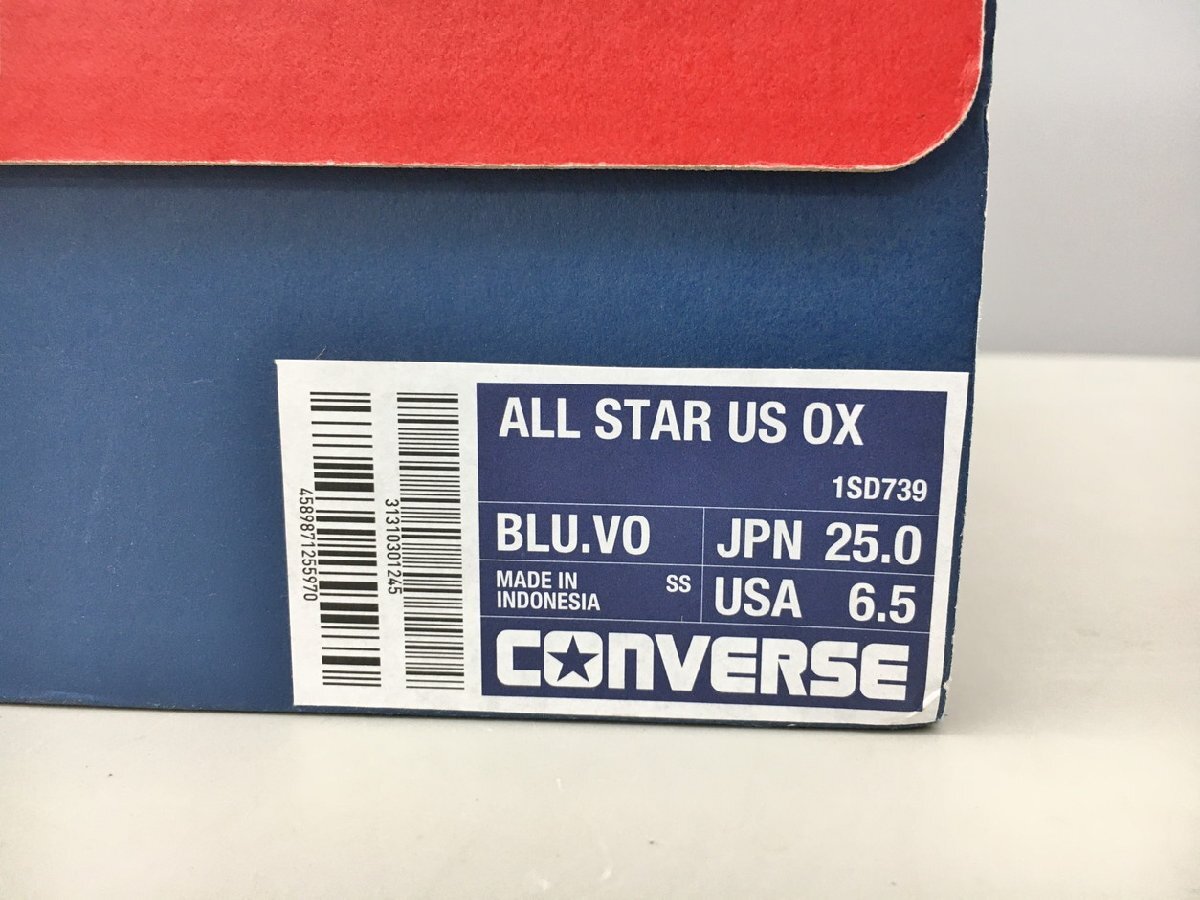 4589871255970
31310301245
ALL STAR US OX
1SD739
BLU.VO
JPN 25.0
MADE IN
INDONESIA
SS
USA 6.5
CONVERSE